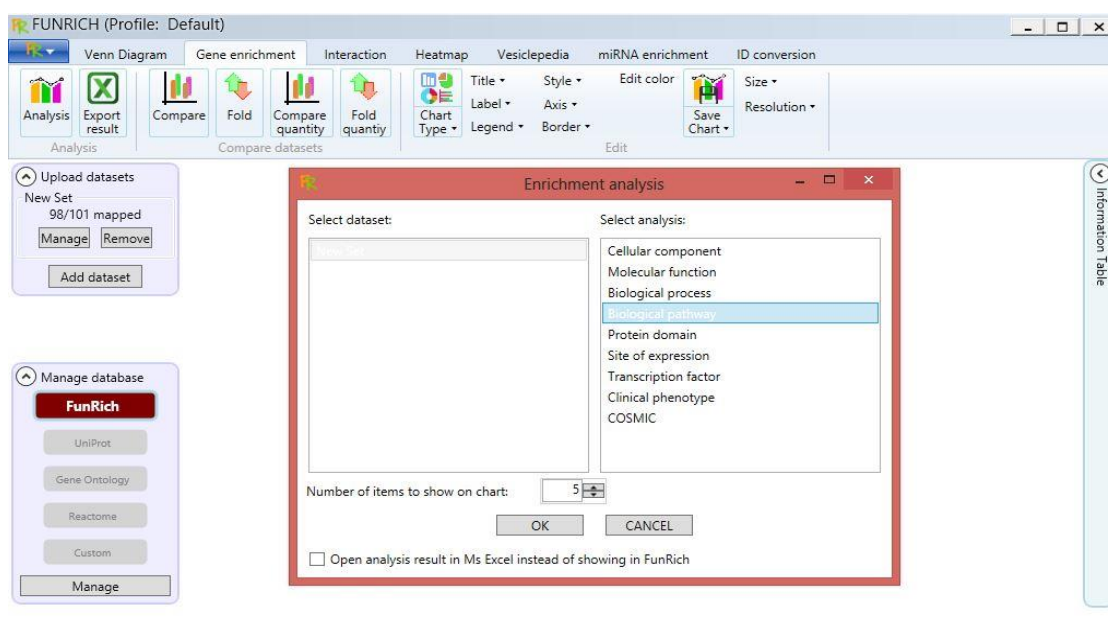 FUNRICH (Profile: Default)
Venn Diagram Gene enrichment Interaction Heatmap Vesiclepedia miRNA enrichment ID conversion
Analysis
Export result
Compare
Fold
Compare quantity
Fold quantiy
Chart Type
Title Style Edit color
Label Axis
Legend Border
Save Chart
Size
Resolution
Analysis Compare datasets Edit
Upload datasets
New Set
98/101 mapped
Manage Remove
Add dataset
Manage database
FunRich
UniProt
Gene Ontology
Reactome
Custom
Manage
Enrichment analysis
Select dataset:
New Set
Select analysis:
Cellular component
Molecular function
Biological process
Biological pathway
Protein domain
Site of expression
Transcription factor
Clinical phenotype
COSMIC
Number of items to show on chart: 5
OK CANCEL
Open analysis result in Ms Excel instead of showing in FunRich
Information Table